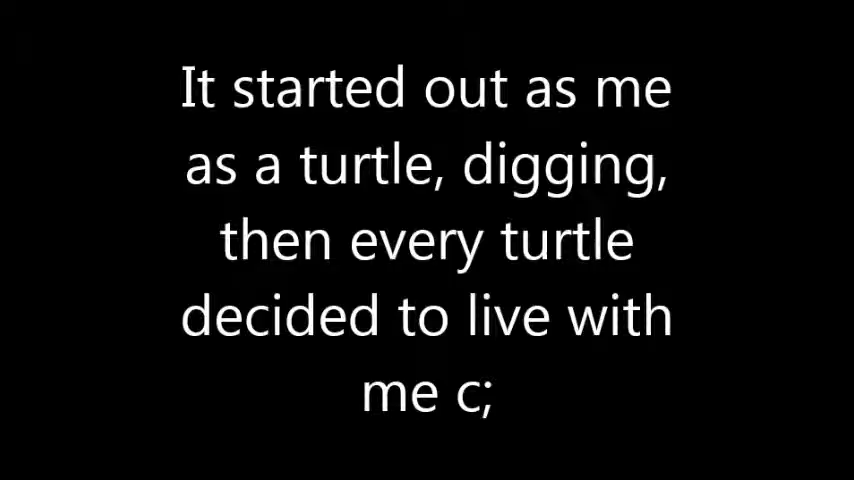 It started out as me
as a turtle, digging,
then every turtle
decided to live with
me c;